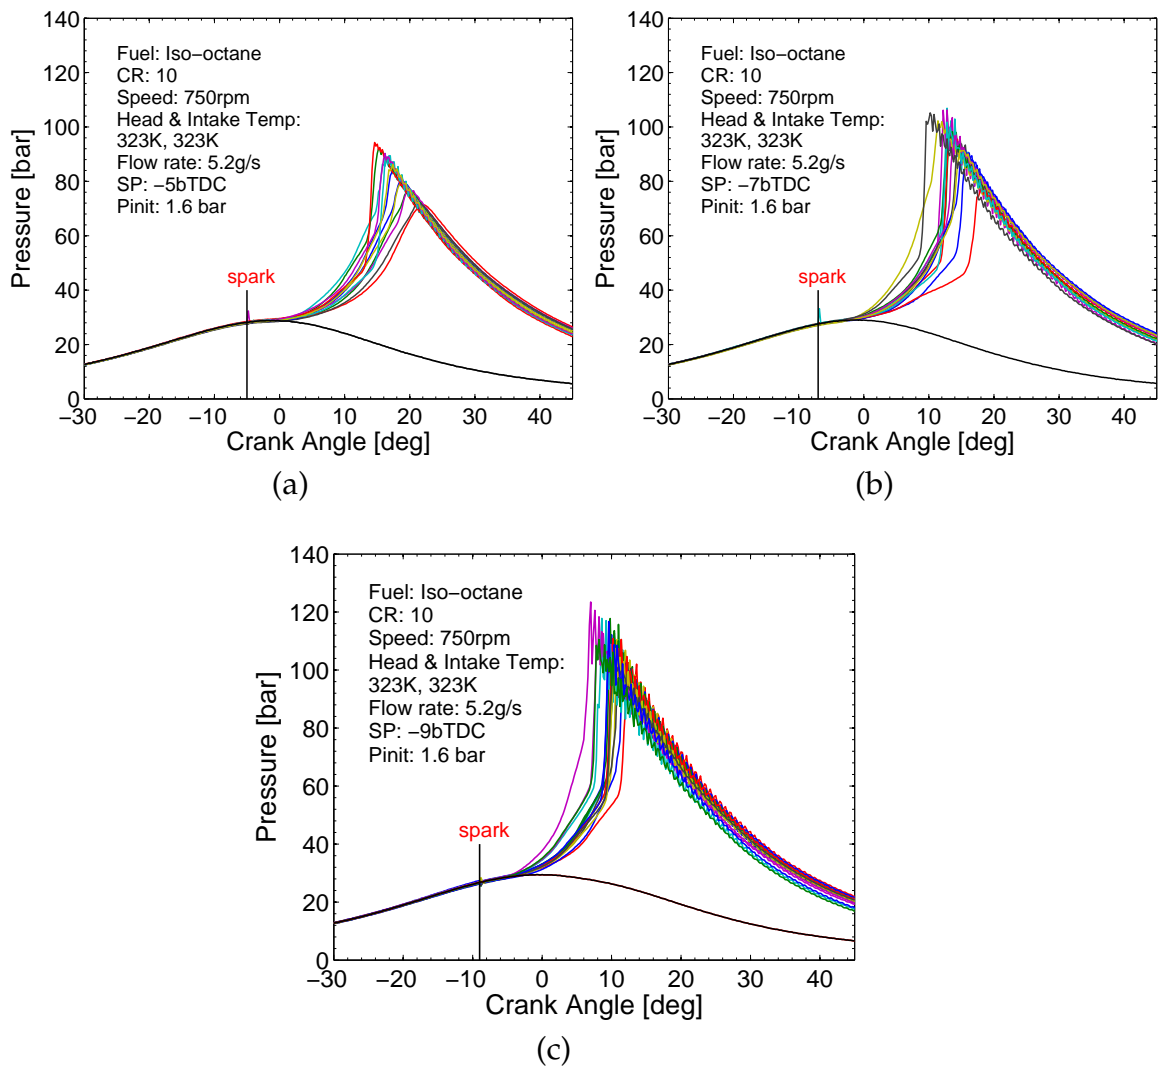 140
120
100
80
60
40
20
0
Pressure [bar]
Fuel: Iso−octane
CR: 10
Speed: 750rpm
Head & Intake Temp:
323K, 323K
Flow rate: 5.2g/s
SP: −5bTDC
Pinit: 1.6 bar
spark
−30 −20 −10 0 10 20 30 40
Crank Angle [deg]
(a)
140
120
100
80
60
40
20
0
Pressure [bar]
Fuel: Iso−octane
CR: 10
Speed: 750rpm
Head & Intake Temp:
323K, 323K
Flow rate: 5.2g/s
SP: −7bTDC
Pinit: 1.6 bar
spark
−30 −20 −10 0 10 20 30 40
Crank Angle [deg]
(b)
140
120
100
80
60
40
20
0
Pressure [bar]
Fuel: Iso−octane
CR: 10
Speed: 750rpm
Head & Intake Temp:
323K, 323K
Flow rate: 5.2g/s
SP: −9bTDC
Pinit: 1.6 bar
spark
−30 −20 −10 0 10 20 30 40
Crank Angle [deg]
(c)